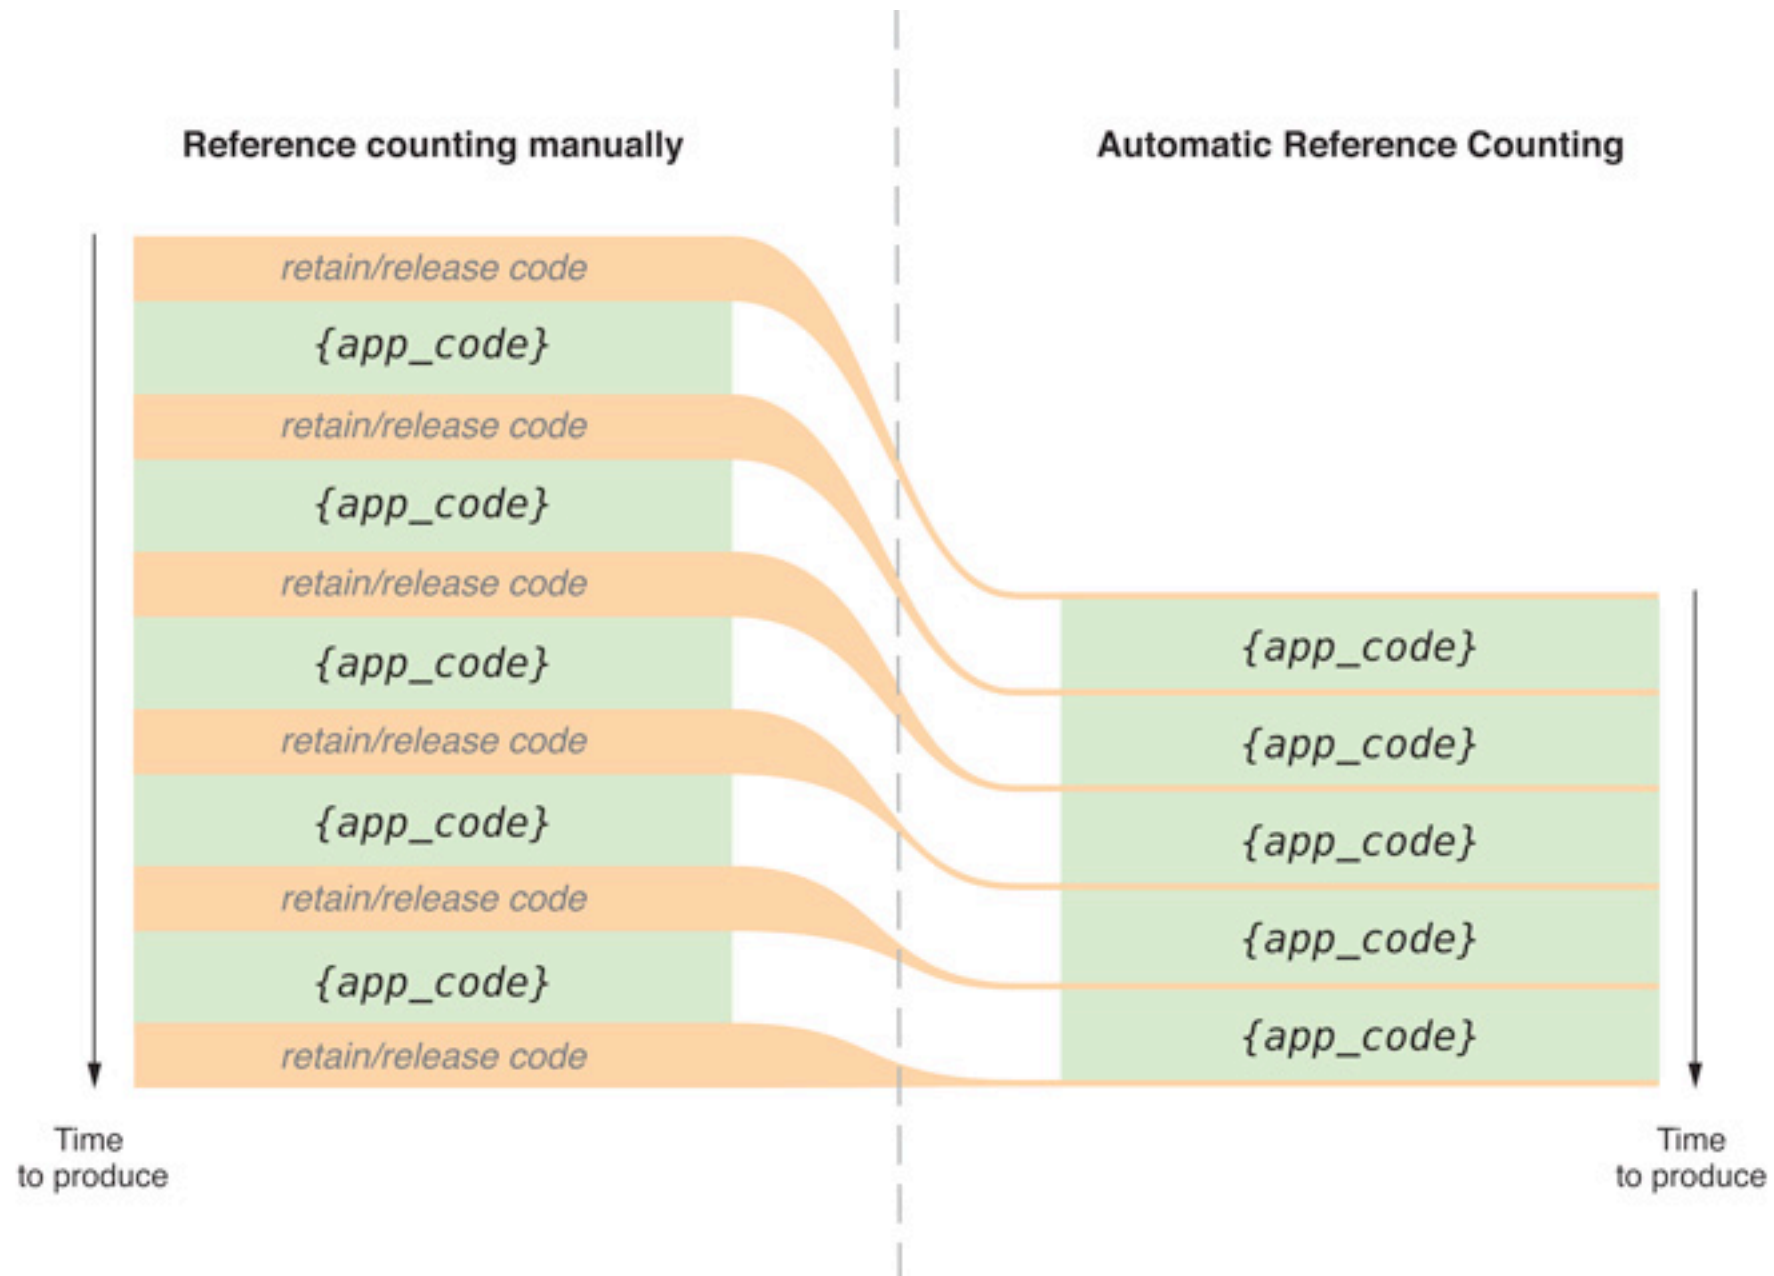 Reference counting manually
retain/release code
{app_code}
retain/release code
{app_code}
retain/release code
{app_code}
retain/release code
{app_code}
retain/release code
{app_code}
retain/release code
Time
to produce
Automatic Reference Counting
{app_code}
{app_code}
{app_code}
{app_code}
{app_code}
Time
to produce